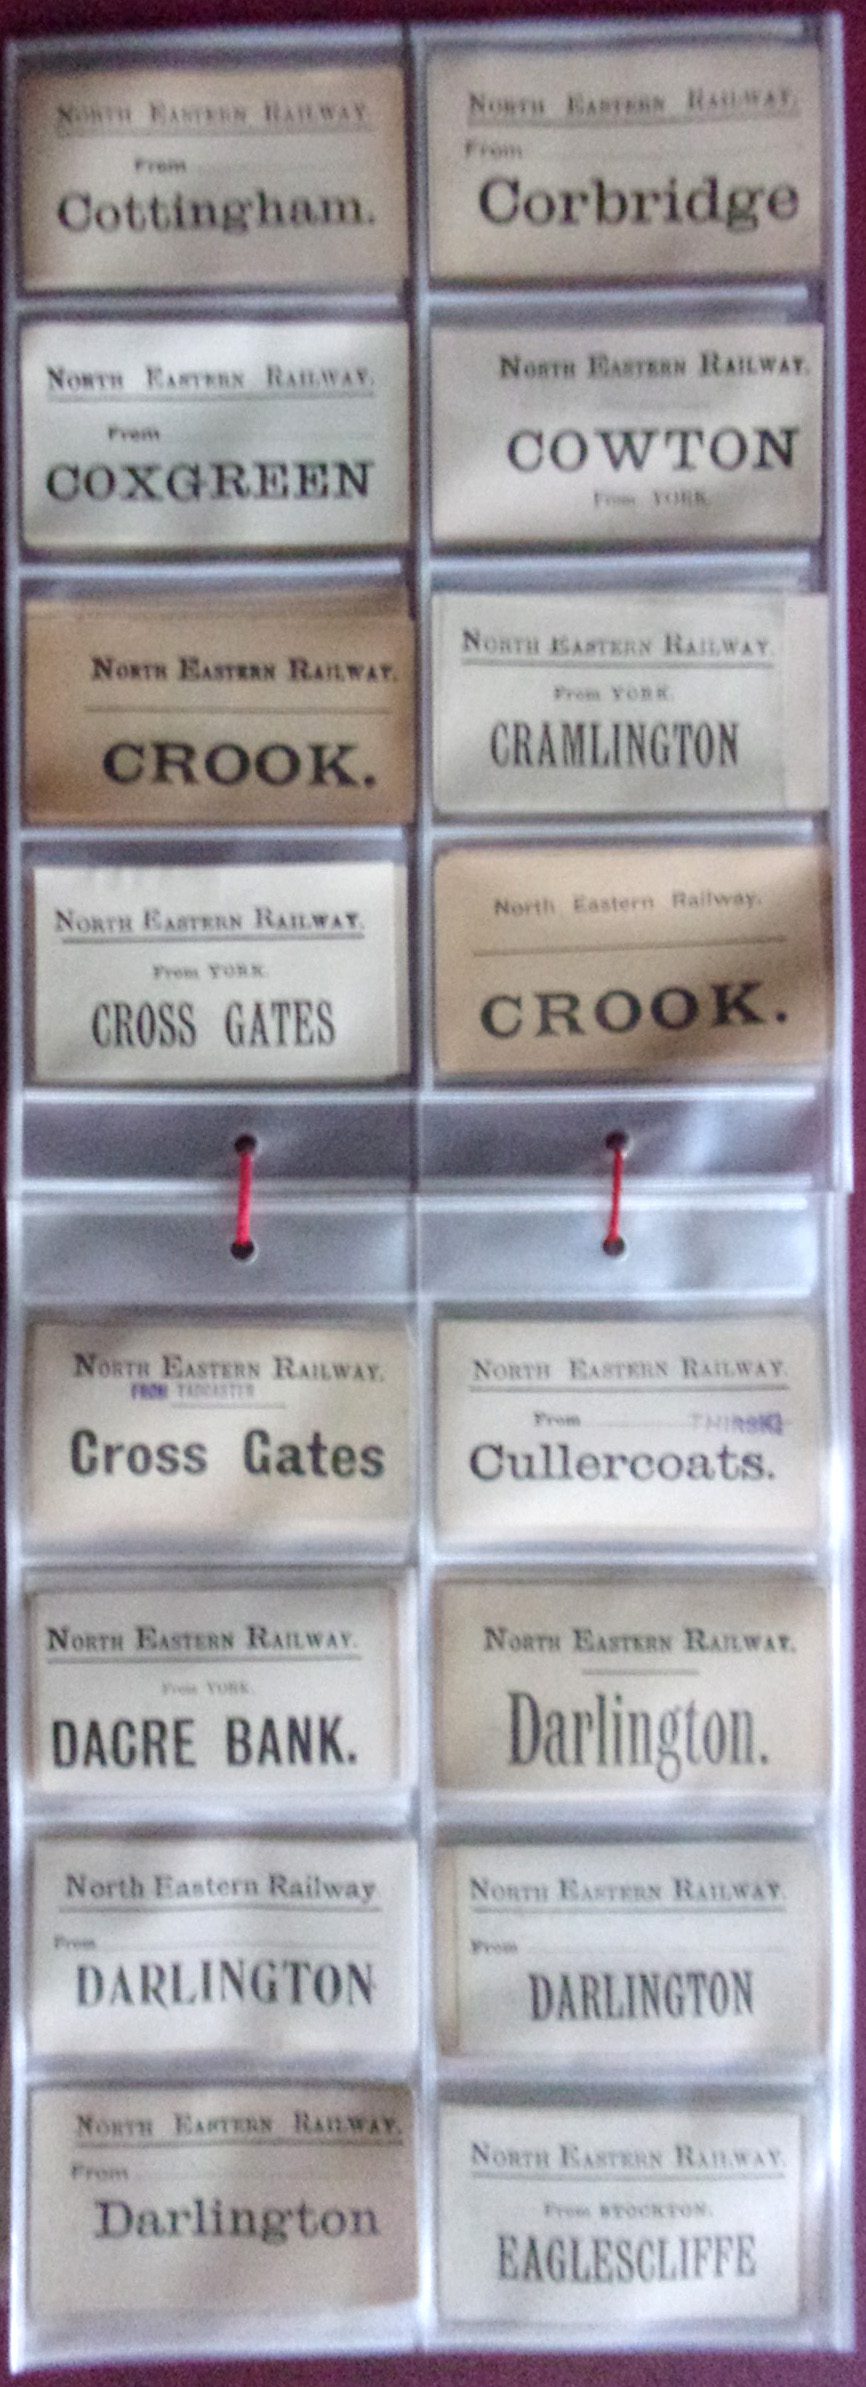 NORTH EASTERN RAILWAY.
From
Cottingham.
NORTH EASTERN RAILWAY.
From
Corbridge
NORTH EASTERN RAILWAY.
From
COXGREEN
NORTH EASTERN RAILWAY.
COWTON
From YORK.
NORTH EASTERN RAILWAY.
CROOK.
NORTH EASTERN RAILWAY.
From YORK.
CRAMLINGTON
NORTH EASTERN RAILWAY.
From YORK.
CROSS GATES
North Eastern Railway.
CROOK.
NORTH EASTERN RAILWAY.
FROM TADCASTER
Cross Gates
NORTH EASTERN RAILWAY.
From THIRSK
Cullercoats.
NORTH EASTERN RAILWAY.
From YORK.
DACRE BANK.
NORTH EASTERN RAILWAY.
Darlington.
North Eastern Railway
From
DARLINGTON
NORTH EASTERN RAILWAY.
From
DARLINGTON
NORTH EASTERN RAILWAY.
From
Darlington
NORTH EASTERN RAILWAY.
From STOCKTON.
EAGLESCLIFFE